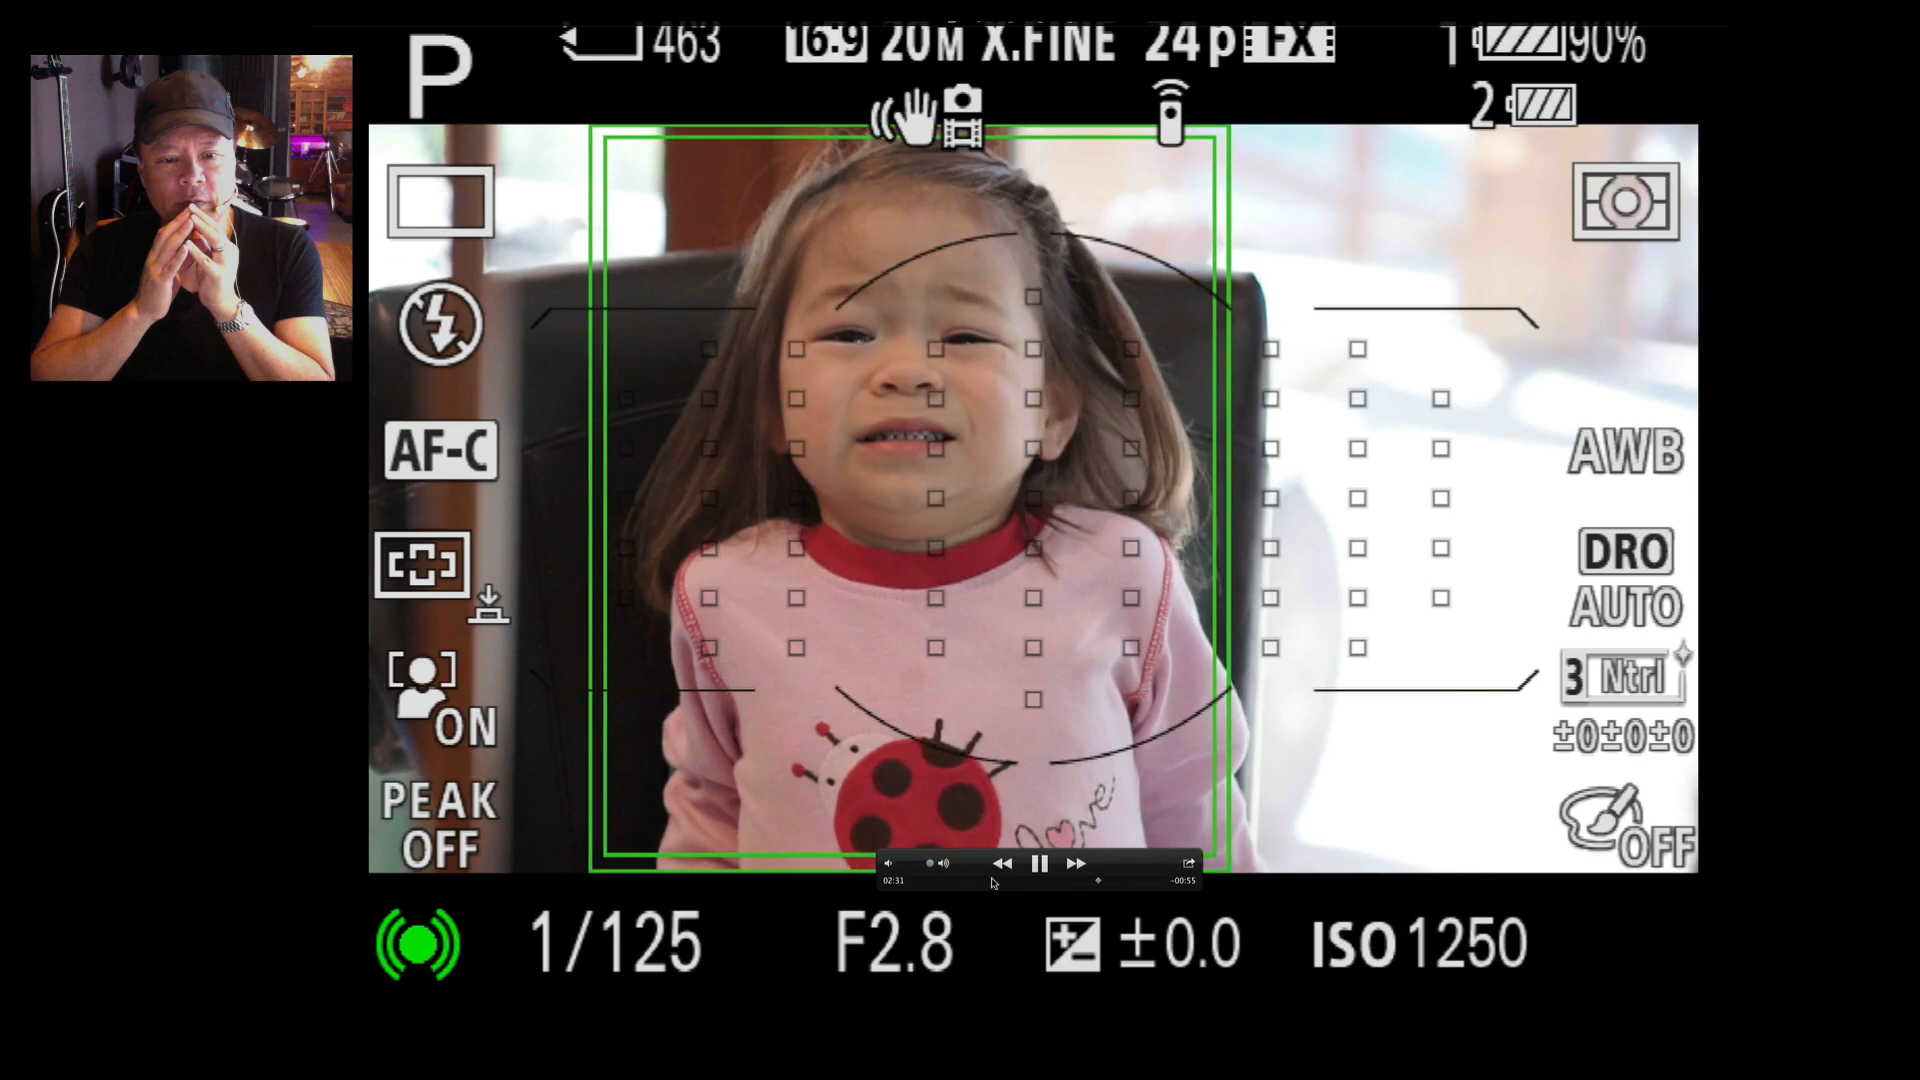 P 463 16:9 20M X.FINE 24p FX 1 90%
2
AF-C
AWB
DRO
AUTO
ON
3 Ntrl
±0±0±0
PEAK
OFF
OFF
love
02:31 -00:55
1/125 F2.8 ±0.0 ISO 1250